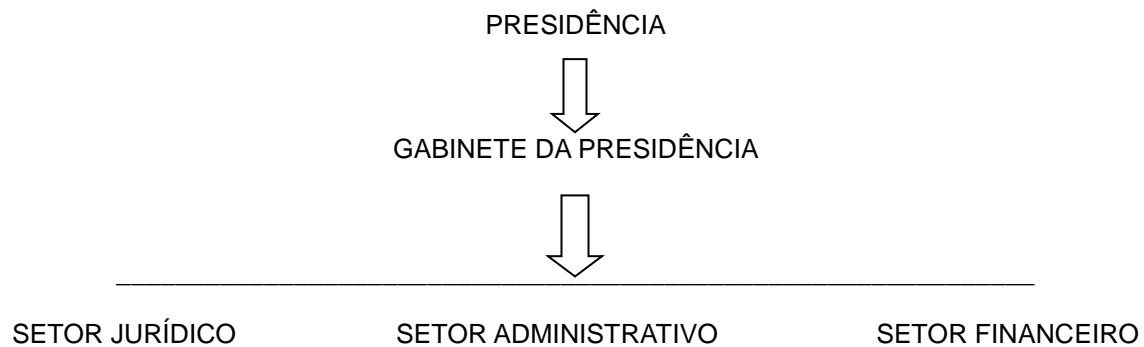 PRESIDÊNCIA
GABINETE DA PRESIDÊNCIA
SETOR JURÍDICO SETOR ADMINISTRATIVO SETOR FINANCEIRO